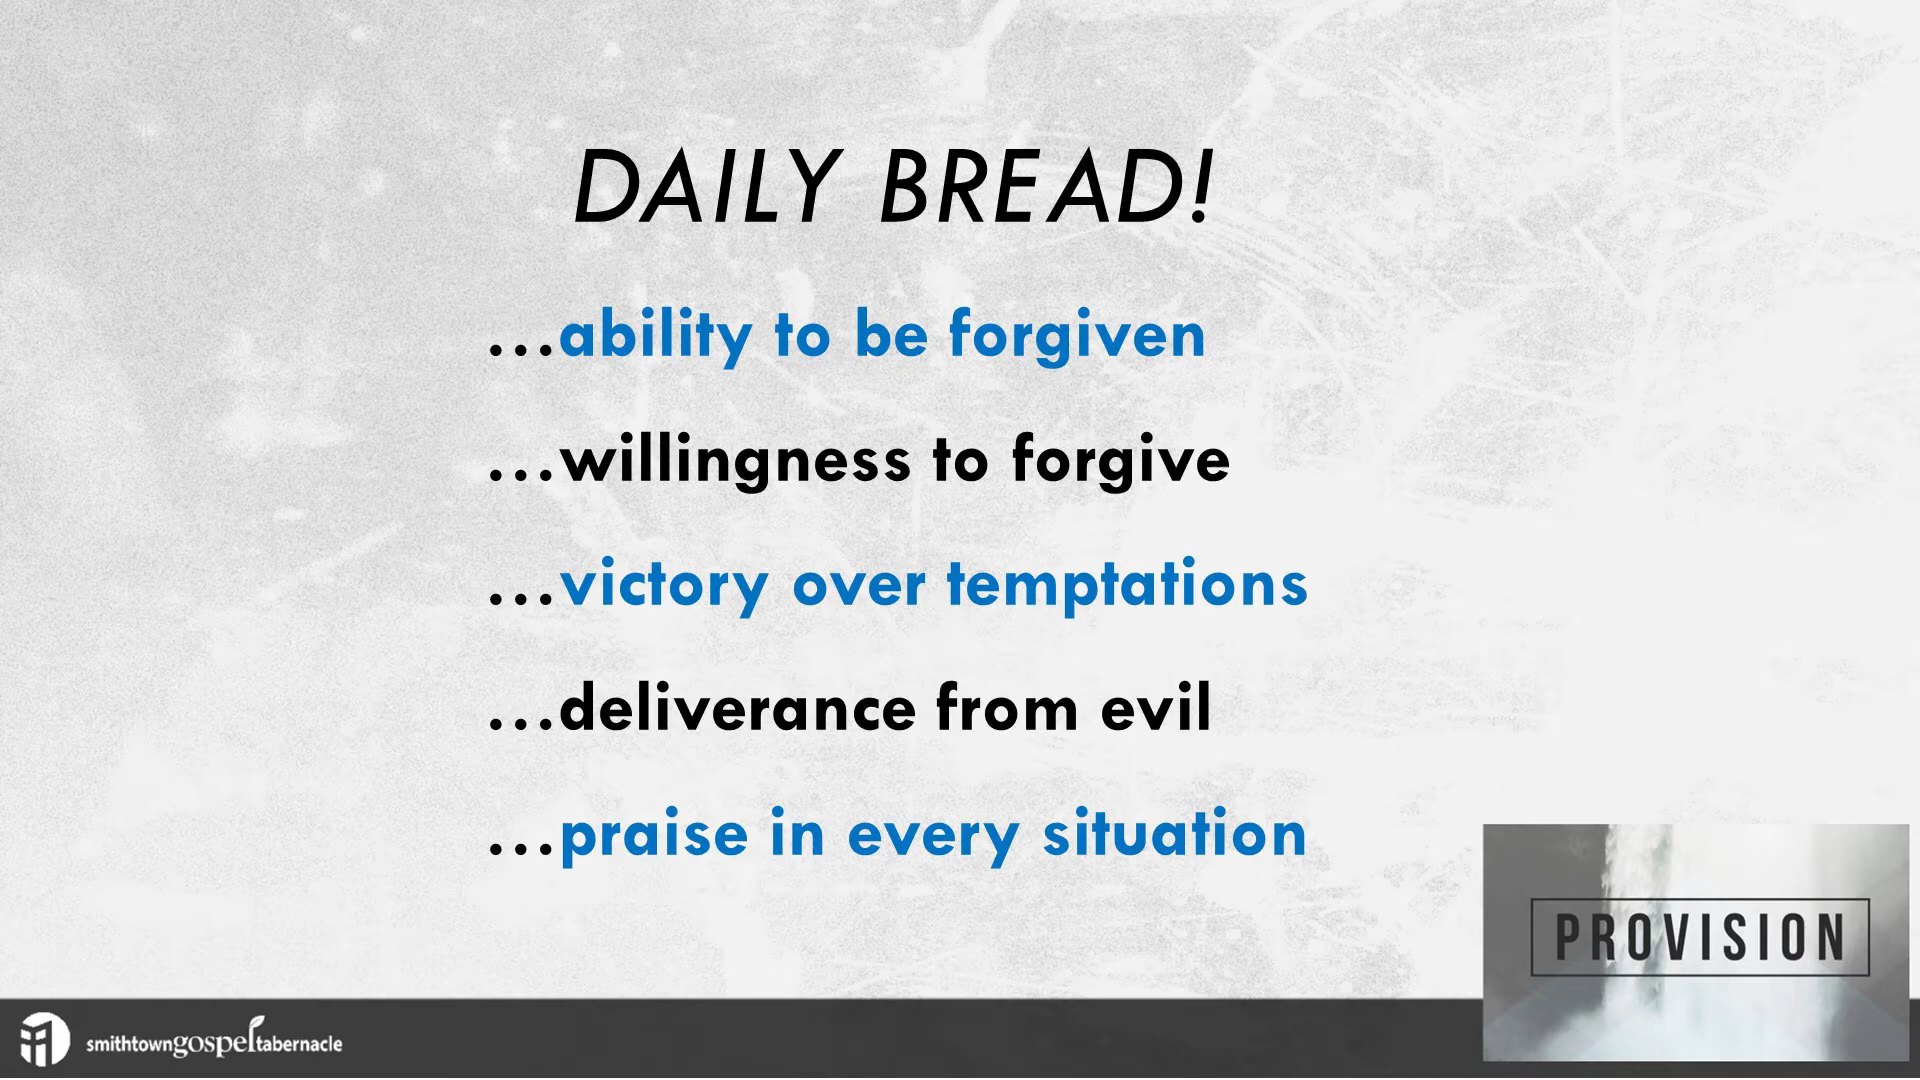 DAILY BREAD!
...ability to be forgiven
...willingness to forgive
...victory over temptations
...deliverance from evil
...praise in every situation
PROVISION
smithtowngospeltabernacle